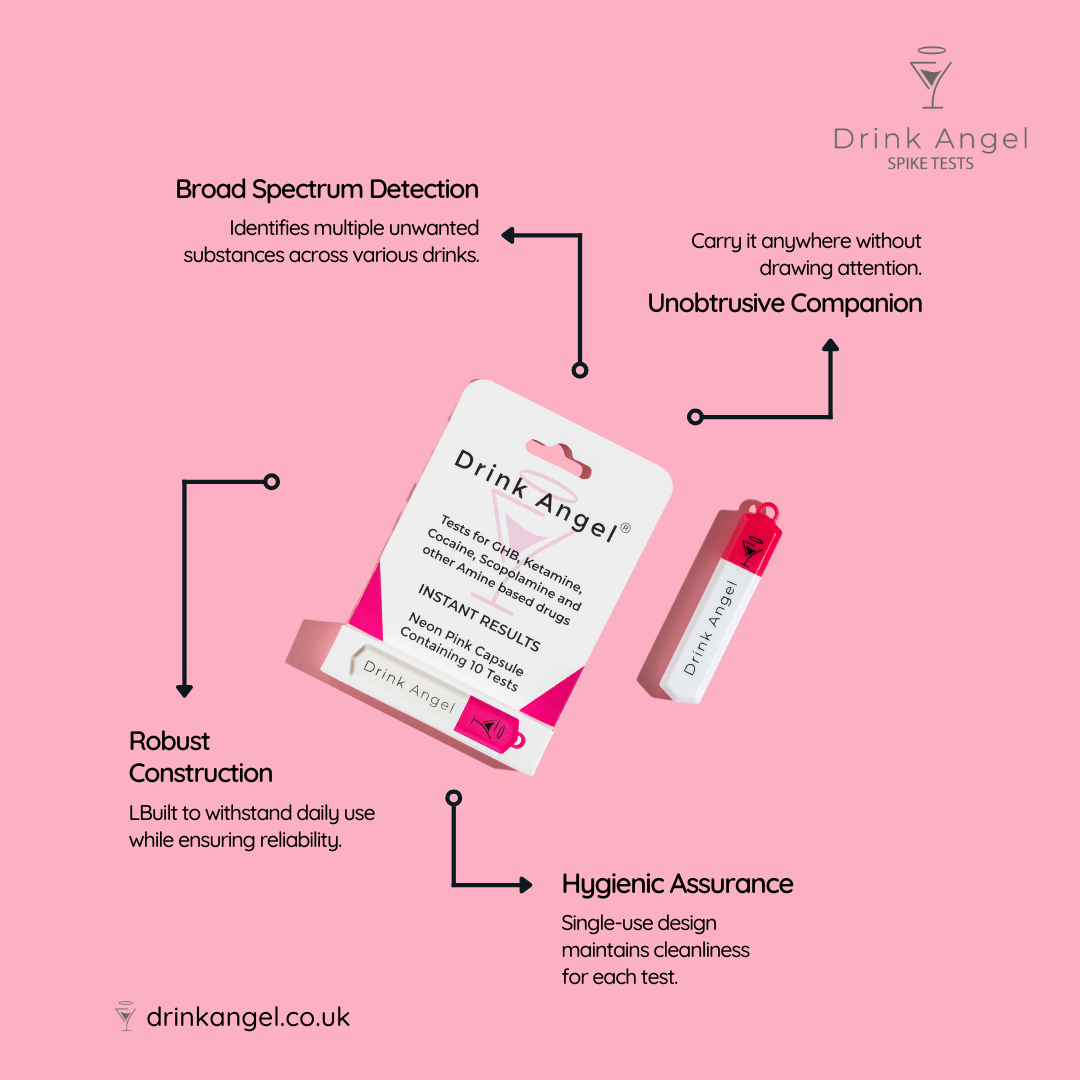 Drink Angel
SPIKE TESTS
Broad Spectrum Detection
Identifies multiple unwanted
substances across various drinks.
Carry it anywhere without
drawing attention.
Unobtrusive Companion
Drink Angel®
Tests for GHB, Ketamine,
Cocaine, Scopolamine and
other Amine based drugs
INSTANT RESULTS
Neon Pink Capsule
Containing 10 Tests
Drink Angel
Drink Angel
Robust
Construction
LBuilt to withstand daily use
while ensuring reliability.
Hygienic Assurance
Single-use design
maintains cleanliness
for each test.
drinkangel.co.uk